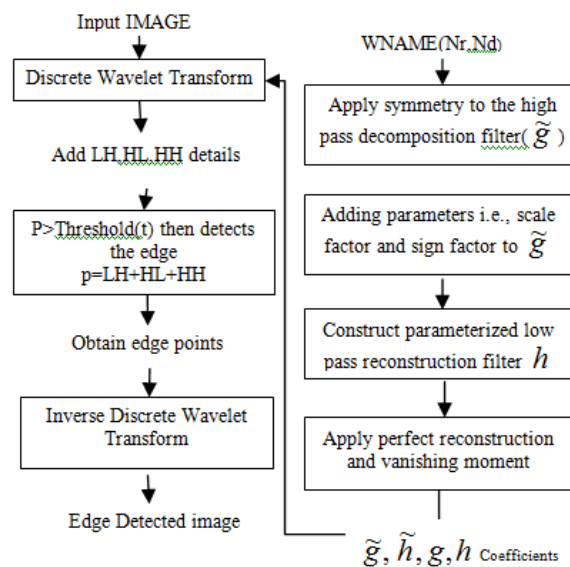 Input IMAGE
Discrete Wavelet Transform
Add LH,HL,HH details
P>Threshold(t) then detects
the edge
p=LH+HL+HH
Obtain edge points
Inverse Discrete Wavelet
Transform
Edge Detected image
WNAME(Nr,Nd)
Apply symmetry to the high
pass decomposition filter( g̃ )
Adding parameters i.e., scale
factor and sign factor to g̃
Construct parameterized low
pass reconstruction filter h
Apply perfect reconstruction
and vanishing moment
g̃, h̃, g, h Coefficients